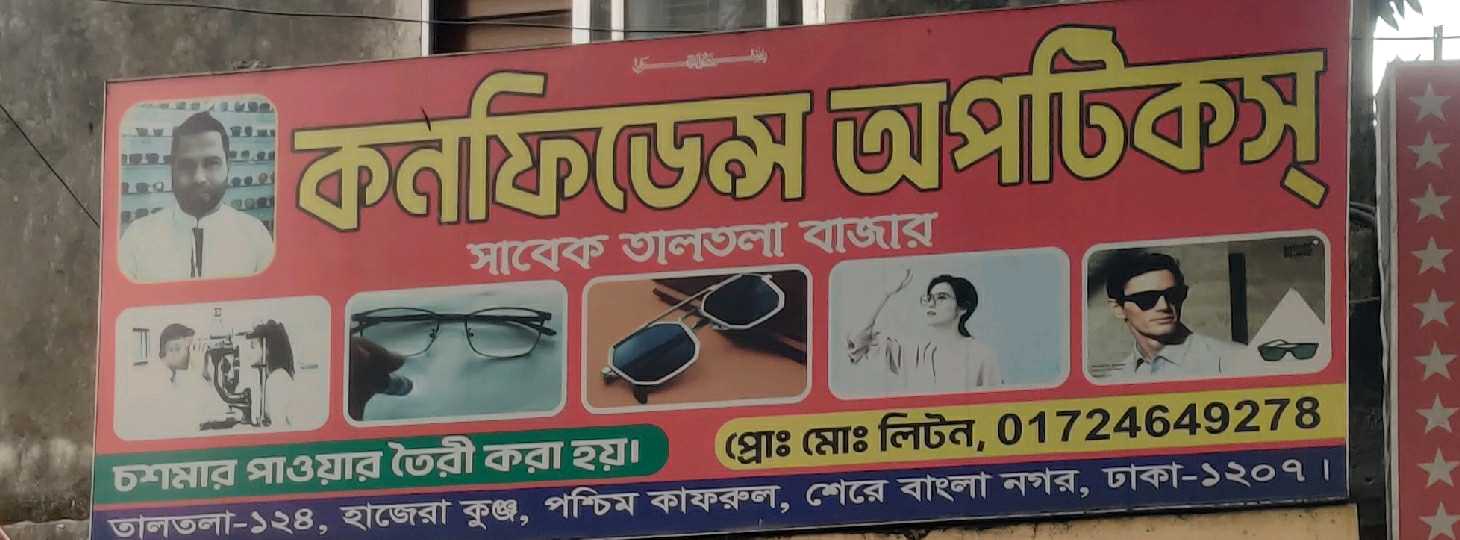 কনফিডেন্স অপটিকস্
সাবেক তালতলা বাজার
চশমার পাওয়ার তৈরী করা হয়।
প্রোঃ মোঃ লিটন, 01724649278
তালতলা-১২৪, হাজেরা কুঞ্জ, পশ্চিম কাফরুল, শেরে বাংলা নগর, ঢাকা-১২০৭।